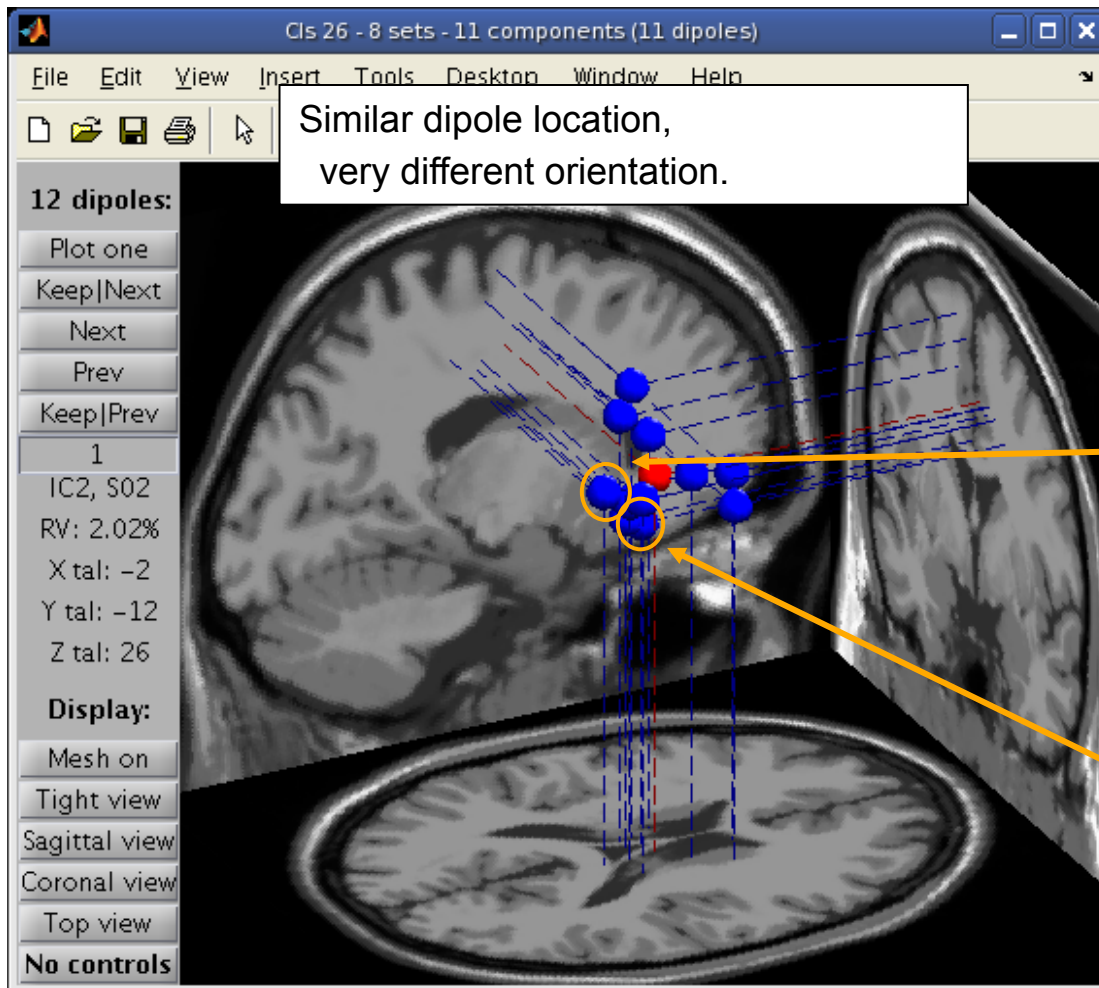 Cls 26 - 8 sets - 11 components (11 dipoles)
File Edit View Insert Tools Desktop Window Help
Similar dipole location,
very different orientation.
12 dipoles:
Plot one
Keep|Next
Next
Prev
Keep|Prev
1
IC2, S02
RV: 2.02%
X tal: −2
Y tal: −12
Z tal: 26
Display:
Mesh on
Tight view
Sagittal view
Coronal view
Top view
No controls